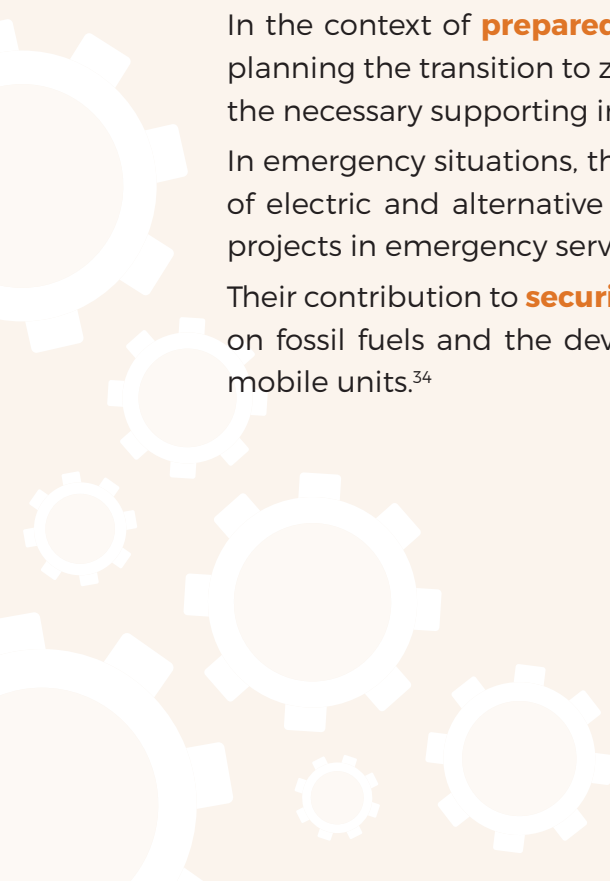 In the context of prepared
planning the transition to z
the necessary supporting in
In emergency situations, th
of electric and alternative
projects in emergency serv
Their contribution to securi
on fossil fuels and the dev
mobile units.³⁴